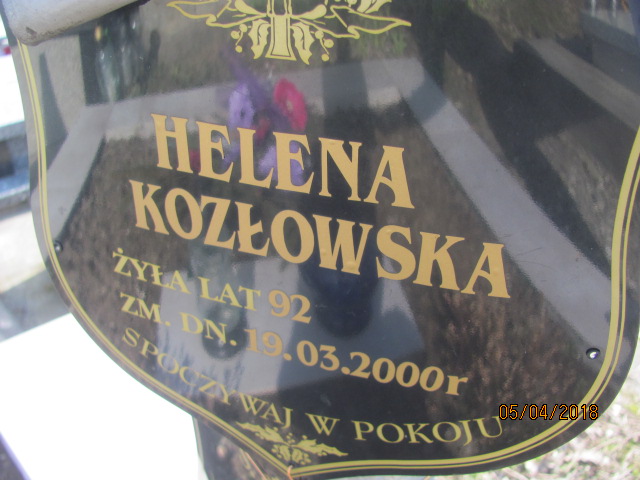 HELENA
KOZŁOWSKA
ŻYŁA LAT 92
ZM. DN. 19.03.2000r
SPOCZYWAJ W POKOJU
05/04/2018